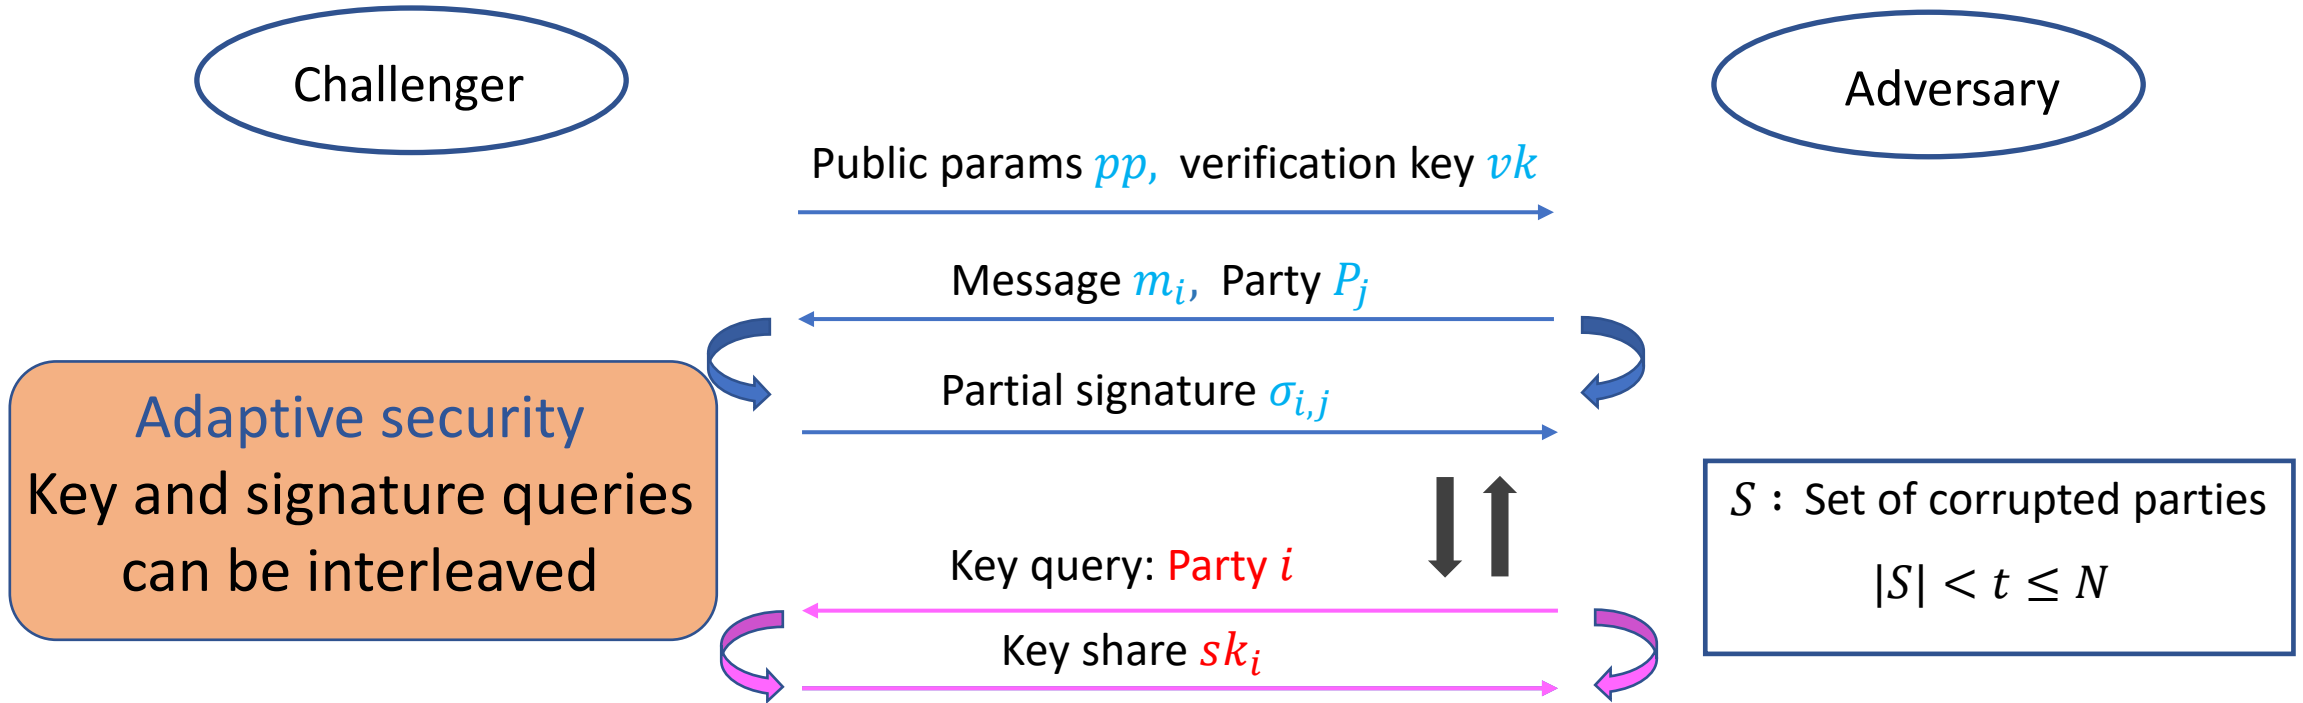 Challenger
Adversary
Public params pp, verification key vk
Message m_i, Party P_j
Partial signature σ_{i,j}
Adaptive security
Key and signature queries
can be interleaved
S : Set of corrupted parties
|S| < t ≤ N
Key query: Party i
Key share sk_i